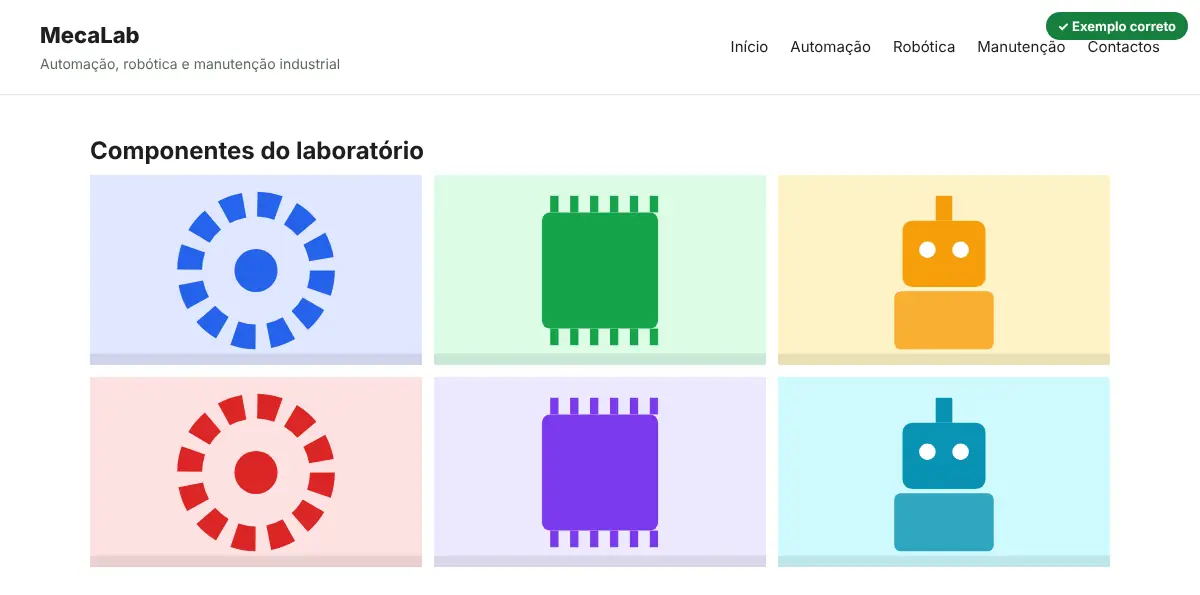 MecaLab
Automação, robótica e manutenção industrial
✓ Exemplo correto
Início Automação Robótica Manutenção Contactos
Componentes do laboratório